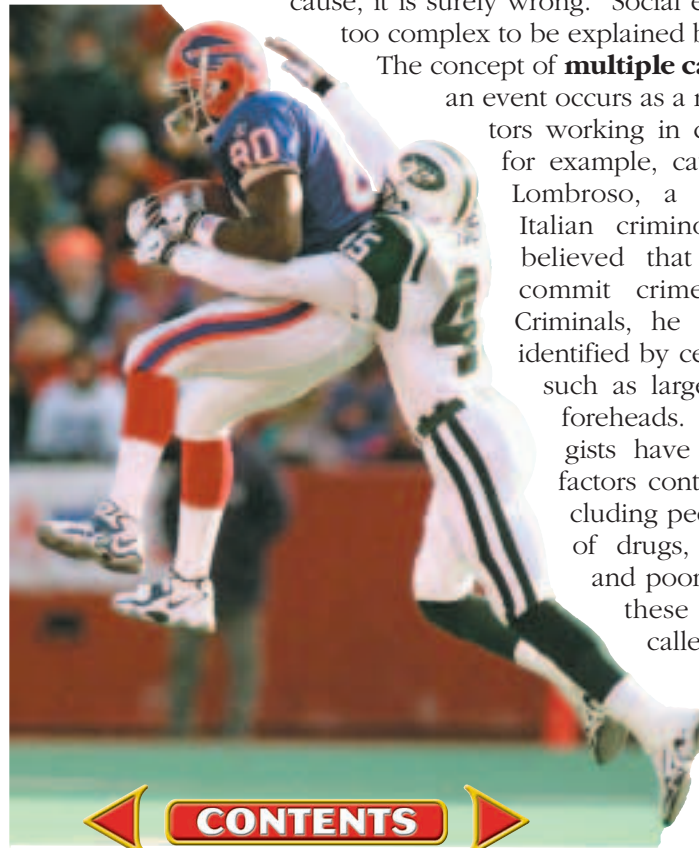 cause, it is surely wrong. Social e
too complex to be explained b
The concept of multiple ca
an event occurs as a r
tors working in c
for example, ca
Lombroso, a
Italian crimino
believed that
commit crime
Criminals, he
identified by ce
such as large
foreheads.
gists have
factors cont
cluding peo
of drugs,
and poor
these
calle
80
45
CONTENTS